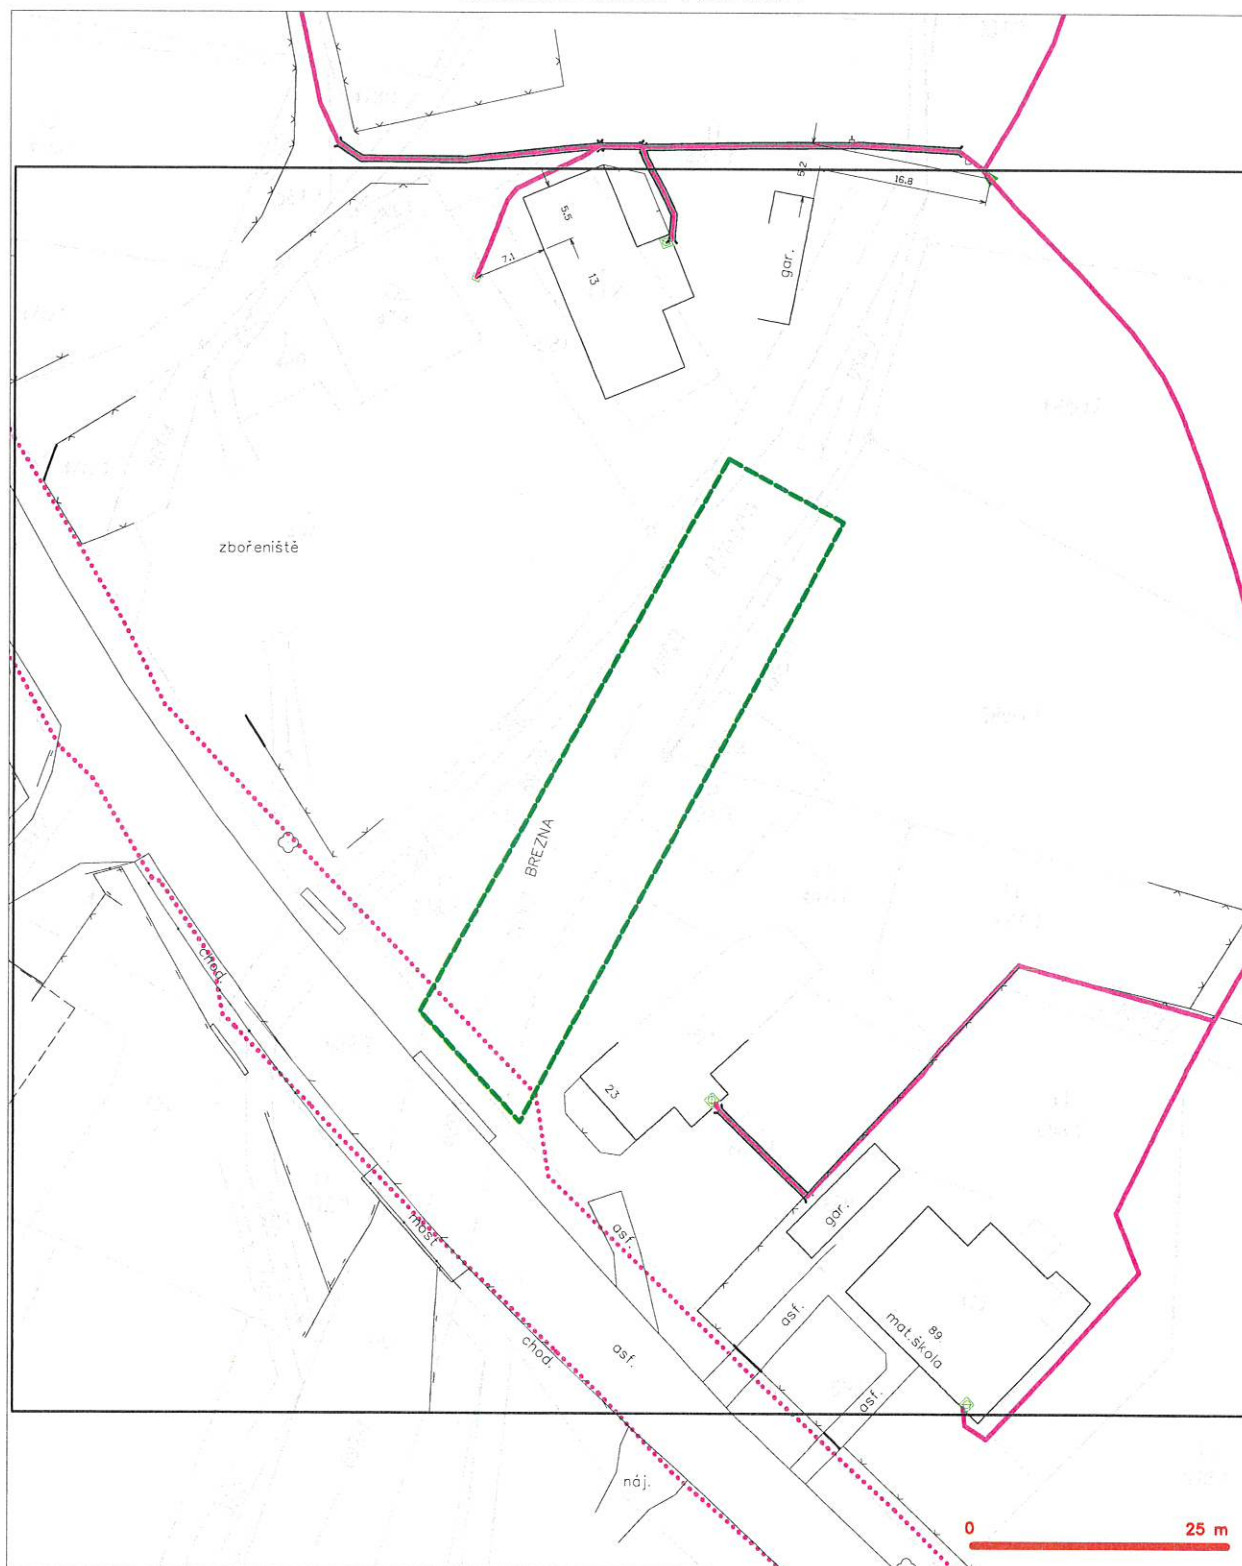 5.2
16.8
5.5
7.1
13
gar.
zbořeniště
BREZNA
chod.
23
most
asf.
gar.
asf.
89
mat.škola
chod.
asf.
asf.
náj.
0 25 m